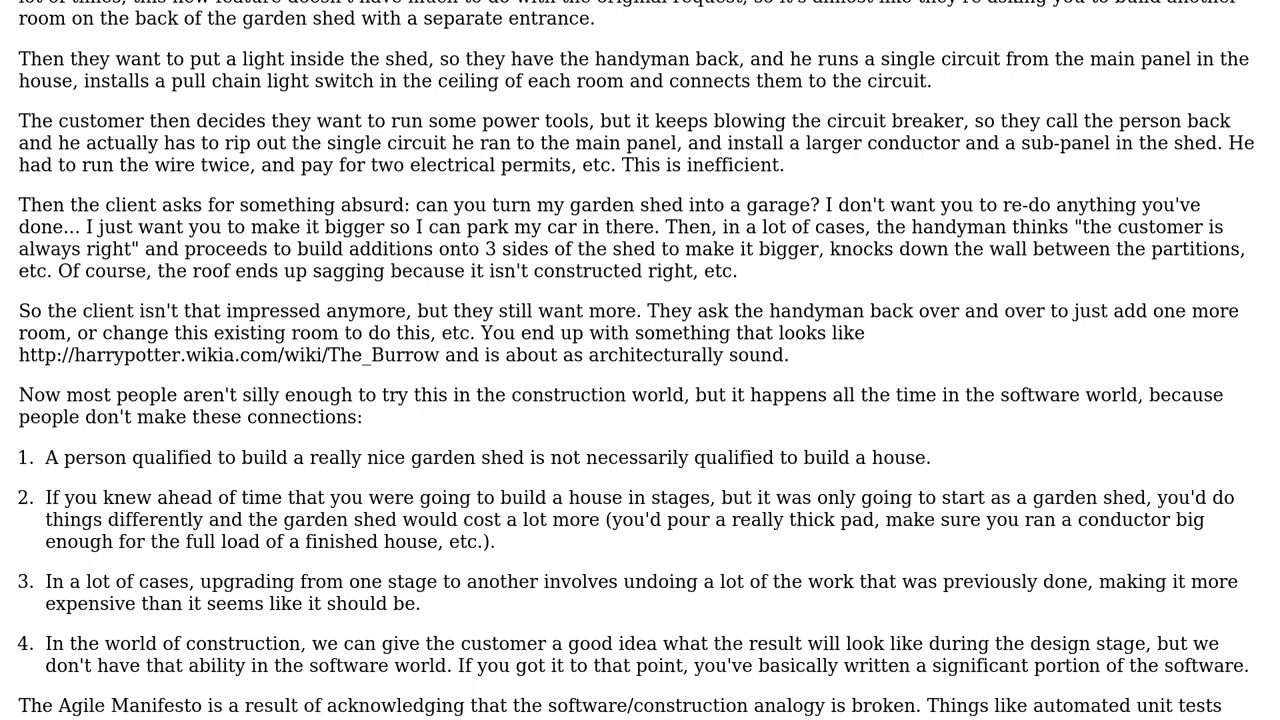 room on the back of the garden shed with a separate entrance.
Then they want to put a light inside the shed, so they have the handyman back, and he runs a single circuit from the main panel in the
house, installs a pull chain light switch in the ceiling of each room and connects them to the circuit.
The customer then decides they want to run some power tools, but it keeps blowing the circuit breaker, so they call the person back
and he actually has to rip out the single circuit he ran to the main panel, and install a larger conductor and a sub-panel in the shed. He
had to run the wire twice, and pay for two electrical permits, etc. This is inefficient.
Then the client asks for something absurd: can you turn my garden shed into a garage? I don't want you to re-do anything you've
done... I just want you to make it bigger so I can park my car in there. Then, in a lot of cases, the handyman thinks "the customer is
always right" and proceeds to build additions onto 3 sides of the shed to make it bigger, knocks down the wall between the partitions,
etc. Of course, the roof ends up sagging because it isn't constructed right, etc.
So the client isn't that impressed anymore, but they still want more. They ask the handyman back over and over to just add one more
room, or change this existing room to do this, etc. You end up with something that looks like
http://harrypotter.wikia.com/wiki/The_Burrow and is about as architecturally sound.
Now most people aren't silly enough to try this in the construction world, but it happens all the time in the software world, because
people don't make these connections:
1. A person qualified to build a really nice garden shed is not necessarily qualified to build a house.
2. If you knew ahead of time that you were going to build a house in stages, but it was only going to start as a garden shed, you'd do
things differently and the garden shed would cost a lot more (you'd pour a really thick pad, make sure you ran a conductor big
enough for the full load of a finished house, etc.).
3. In a lot of cases, upgrading from one stage to another involves undoing a lot of the work that was previously done, making it more
expensive than it seems like it should be.
4. In the world of construction, we can give the customer a good idea what the result will look like during the design stage, but we
don't have that ability in the software world. If you got it to that point, you've basically written a significant portion of the software.
The Agile Manifesto is a result of acknowledging that the software/construction analogy is broken. Things like automated unit tests